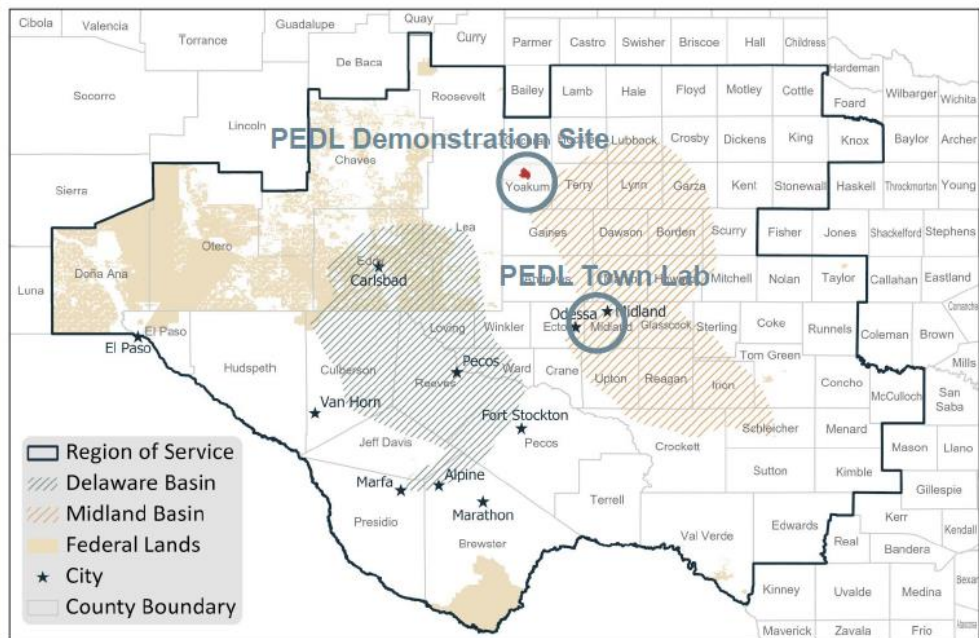 Cibola
Valencia
Torrance
Guadalupe
Quay
Curry
Parmer
Castro
Swisher
Briscoe
Hall
Childress
De Baca
Roosevelt
Bailey
Lamb
Hale
Floyd
Motley
Cottle
Hardeman
Foard
Wilbarger
Wichita
Socorro
Lincoln
PEDL Demonstration Site
Chaves
Lubbock
Crosby
Dickens
King
Knox
Baylor
Archer
Sierra
Yoakum
Terry
Lynn
Garza
Kent
Stonewall
Haskell
Throckmorton
Young
Otero
Lea
Gaines
Dawson
Borden
Scurry
Fisher
Jones
Shackelford
Stephens
Luna
Doña Ana
Carlsbad
PEDL Town Lab
Mitchell
Nolan
Taylor
Callahan
Eastland
El Paso
El Paso
Hudspeth
Culberson
Loving
Winkler
Odessa
Midland
Midland
Glasscock
Sterling
Coke
Runnels
Coleman
Brown
Mills
Pecos
Reeves
Ward
Crane
Upton
Reagan
Irion
Tom Green
Concho
McCulloch
San Saba
Van Horn
Fort Stockton
Pecos
Jeff Davis
Crockett
Schleicher
Menard
Mason
Llano
Region of Service
Delaware Basin
Midland Basin
Federal Lands
City
County Boundary
Marfa
Alpine
Marathon
Presidio
Brewster
Terrell
Sutton
Kimble
Gillespie
Val Verde
Edwards
Real
Kerr
Kendall
Bandera
Kinney
Uvalde
Medina
Maverick
Zavala
Frio